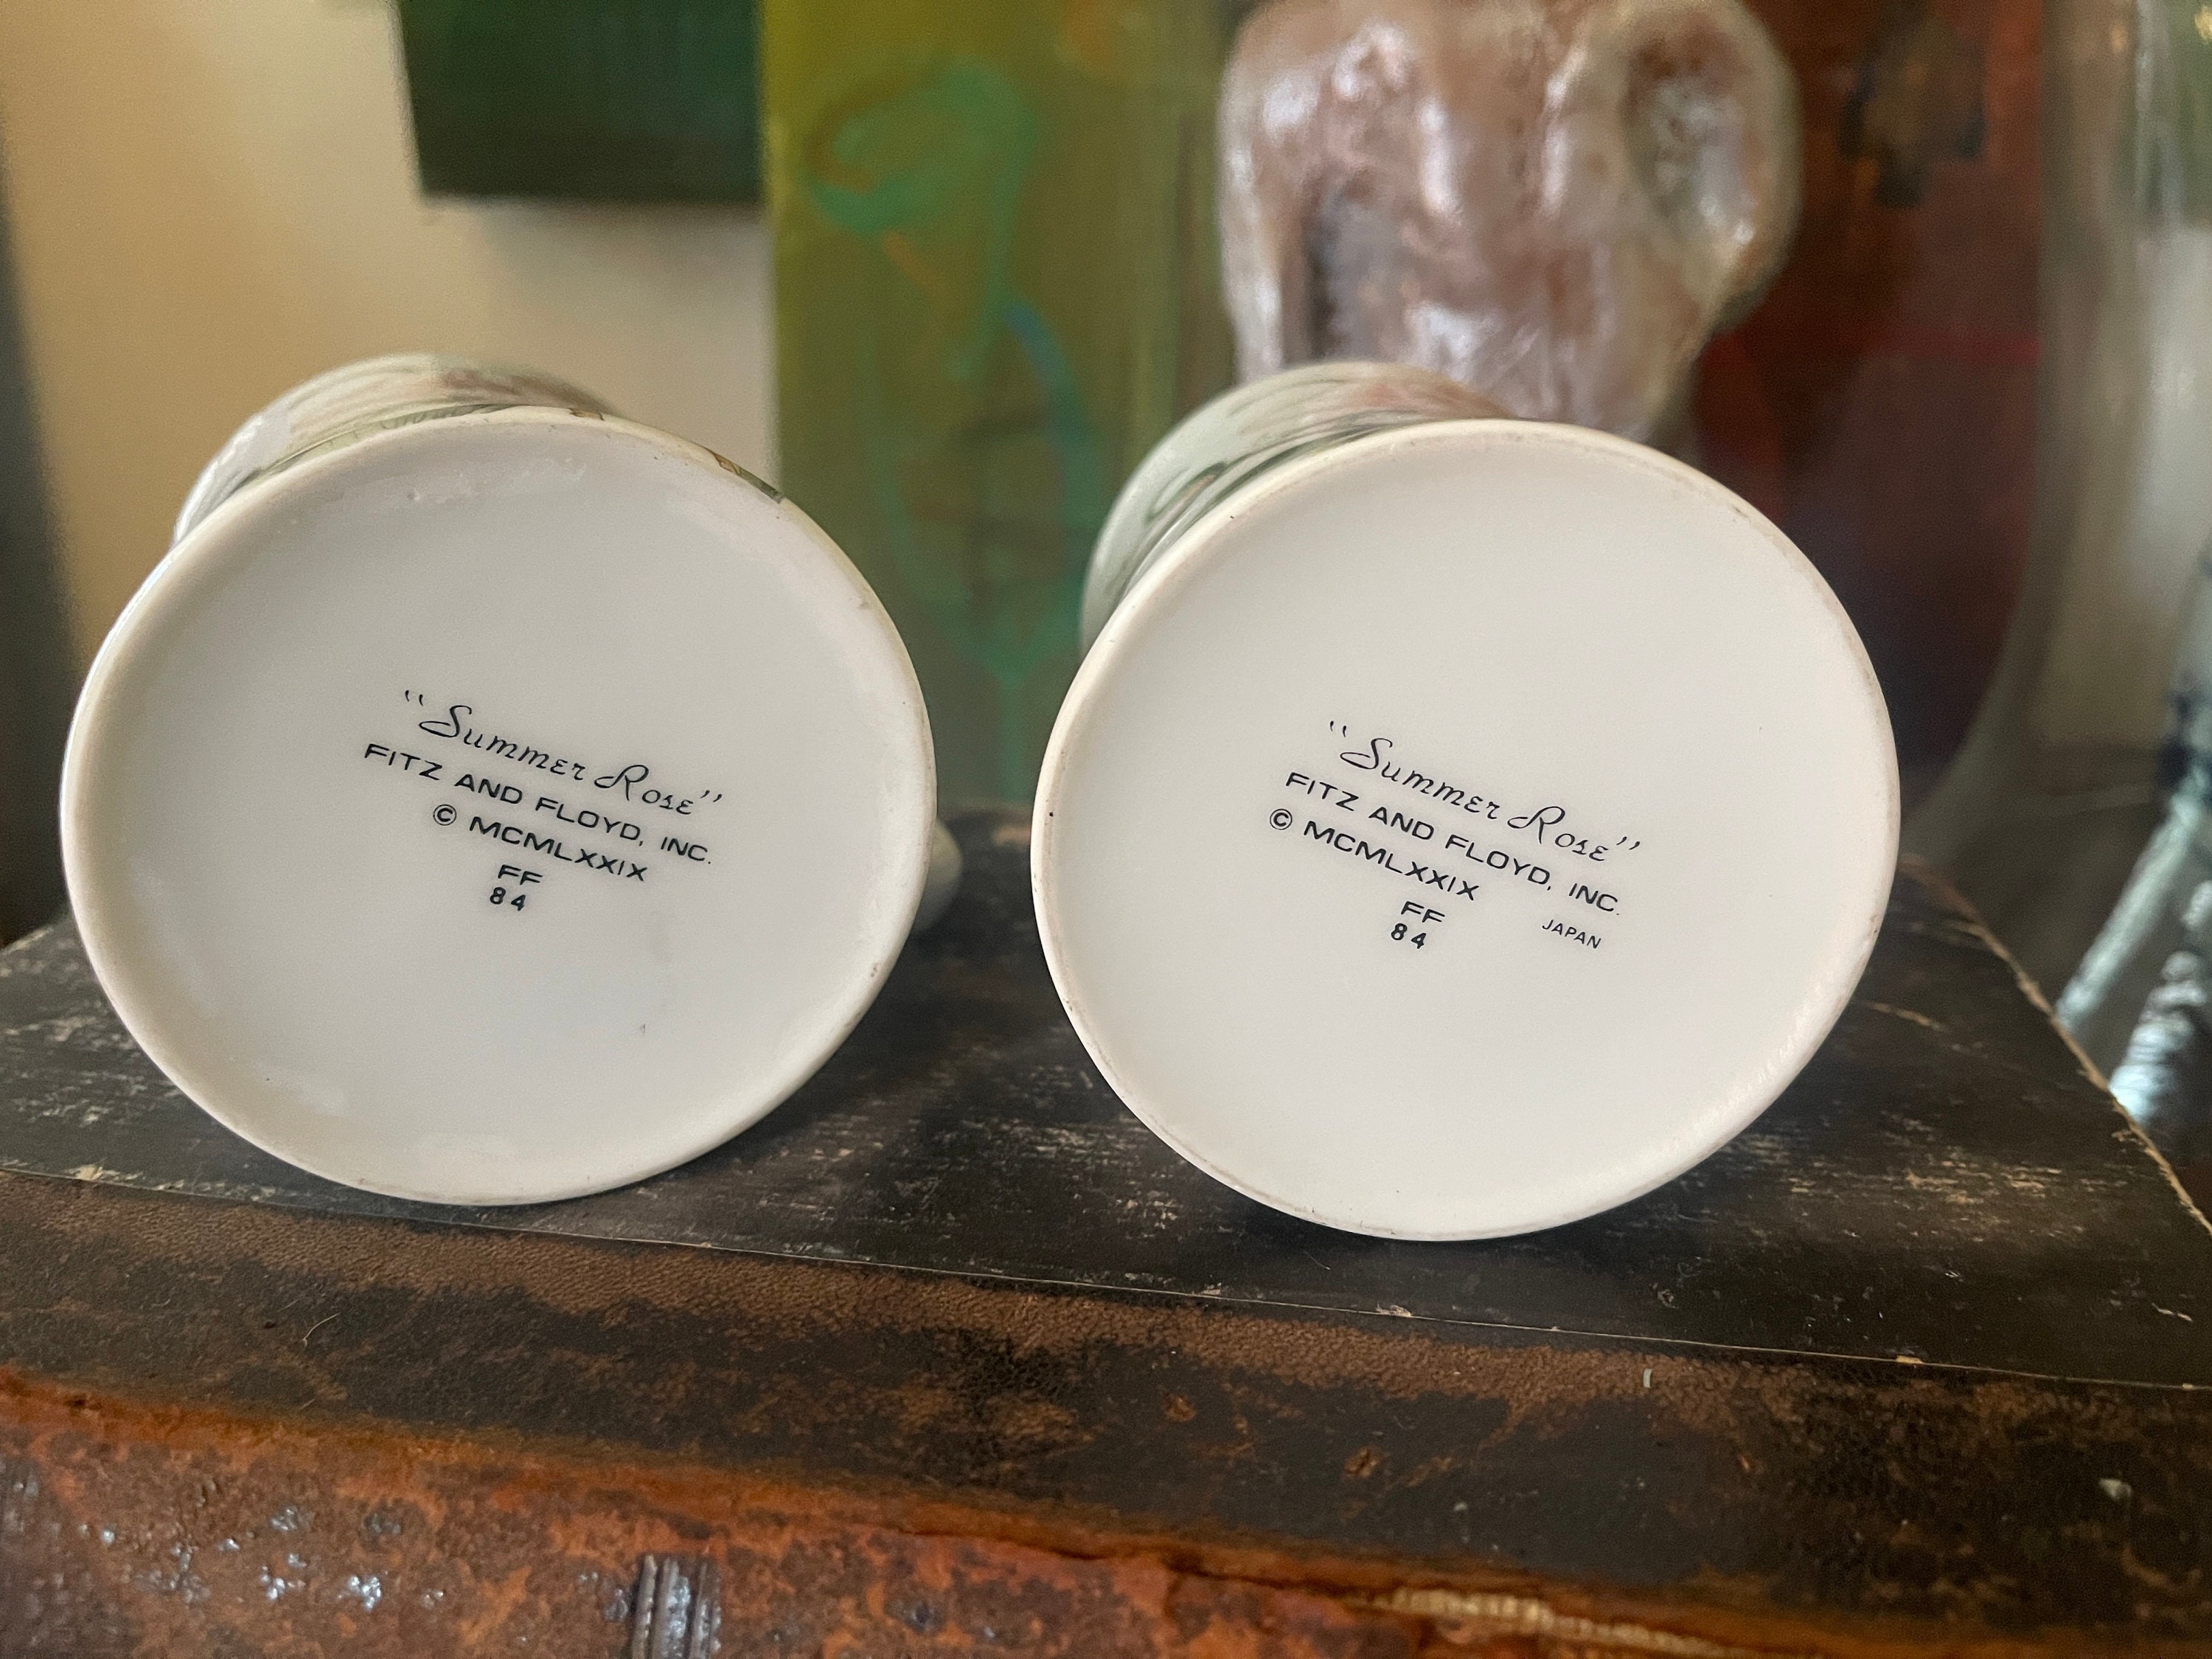 “Summer Rose”
FITZ AND FLOYD, INC.
© MCMLXXIX
FF
84
“Summer Rose”
FITZ AND FLOYD, INC.
© MCMLXXIX
FF
84
JAPAN